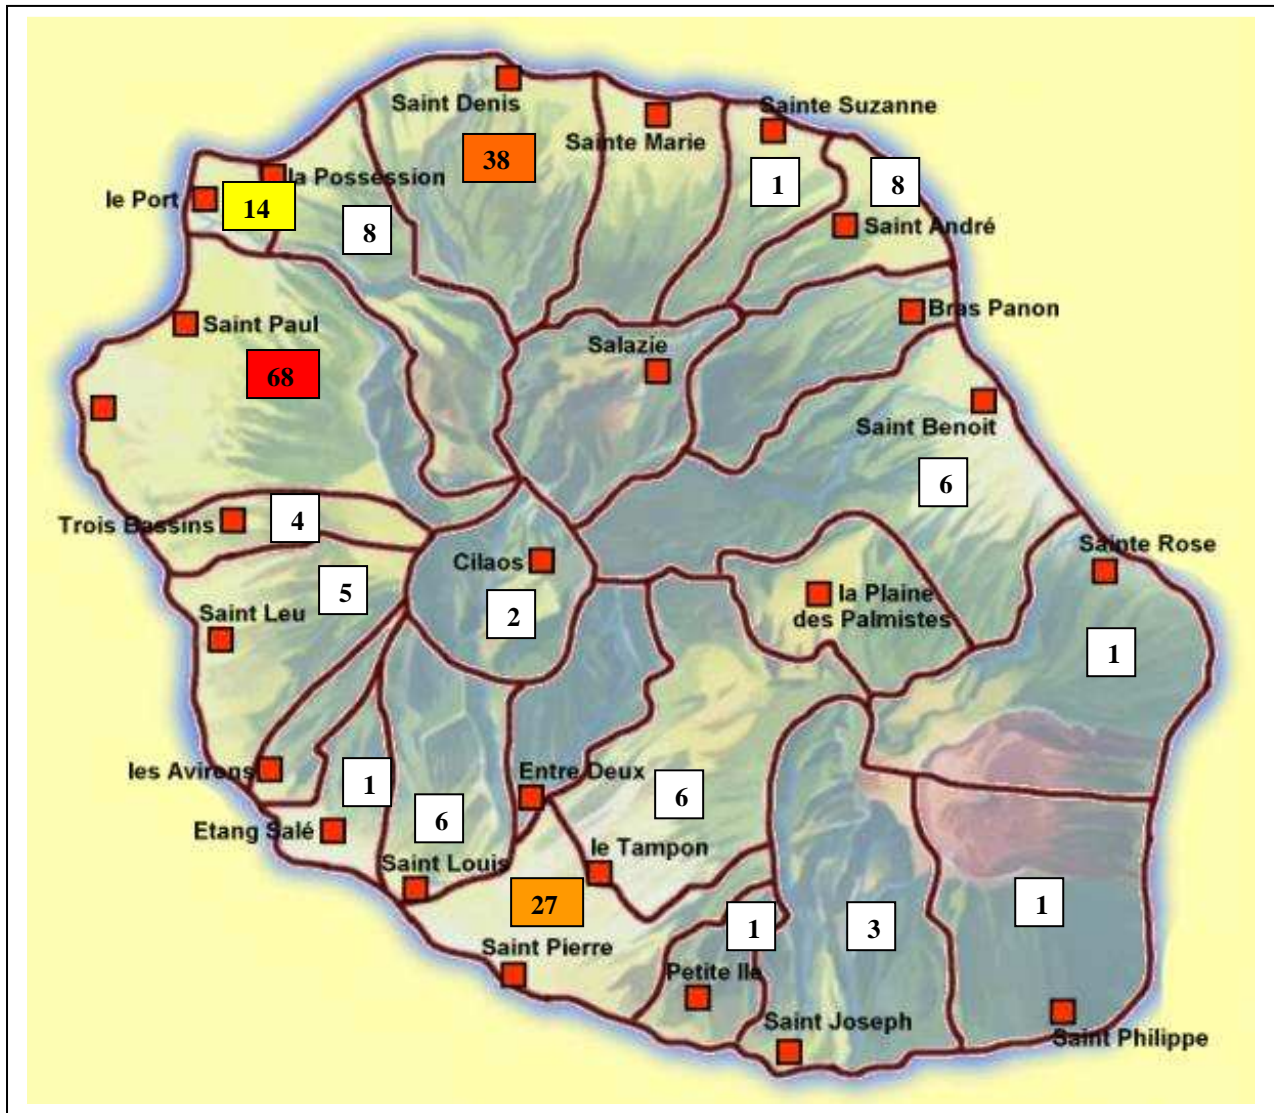 Saint Denis
Sainte Suzanne
Sainte Marie
38
la Possession
1
8
le Port
14
8
Saint André
Saint Paul
Bras Panon
Salazie
68
Saint Benoit
6
Trois Bassins
4
Sainte Rose
Cilaos
5
la Plaine
des Palmistes
Saint Leu
2
1
les Avirons
1
Entre Deux
6
6
Etang Salé
le Tampon
Saint Louis
27
1
3
1
Saint Pierre
Petite Ile
Saint Joseph
Saint Philippe